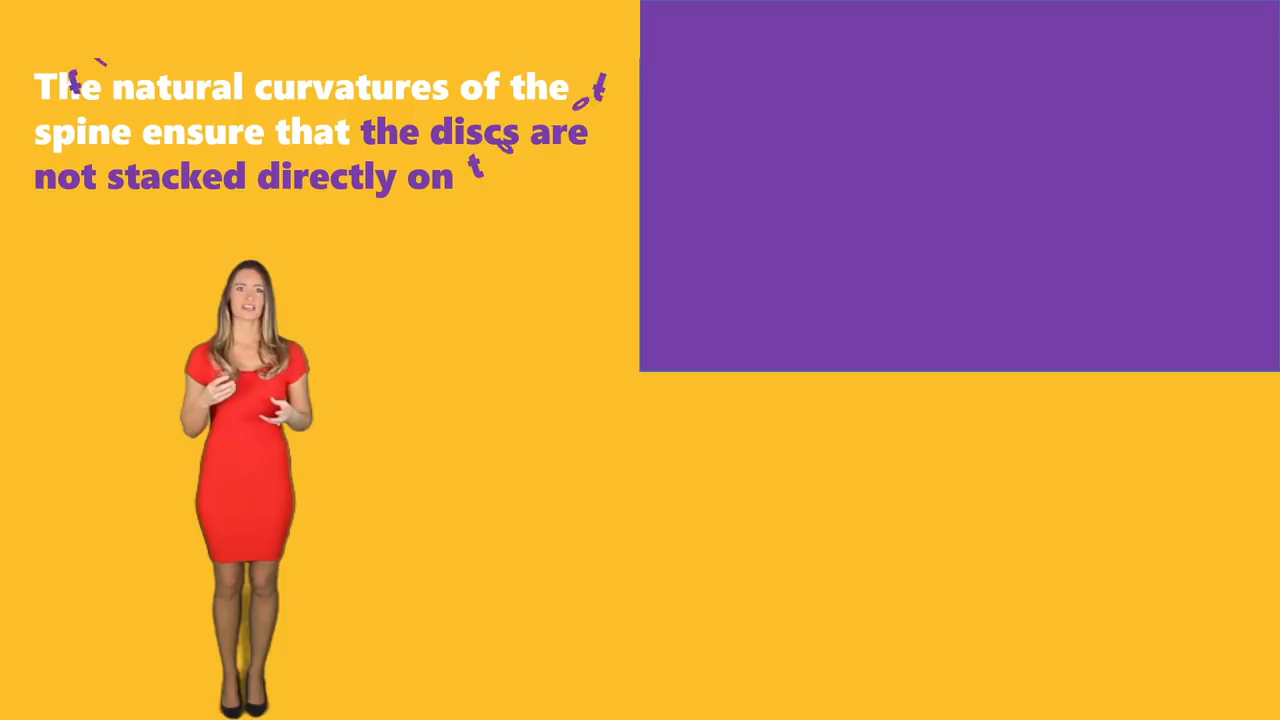 The natural curvatures of the
spine ensure that the discs are
not stacked directly on